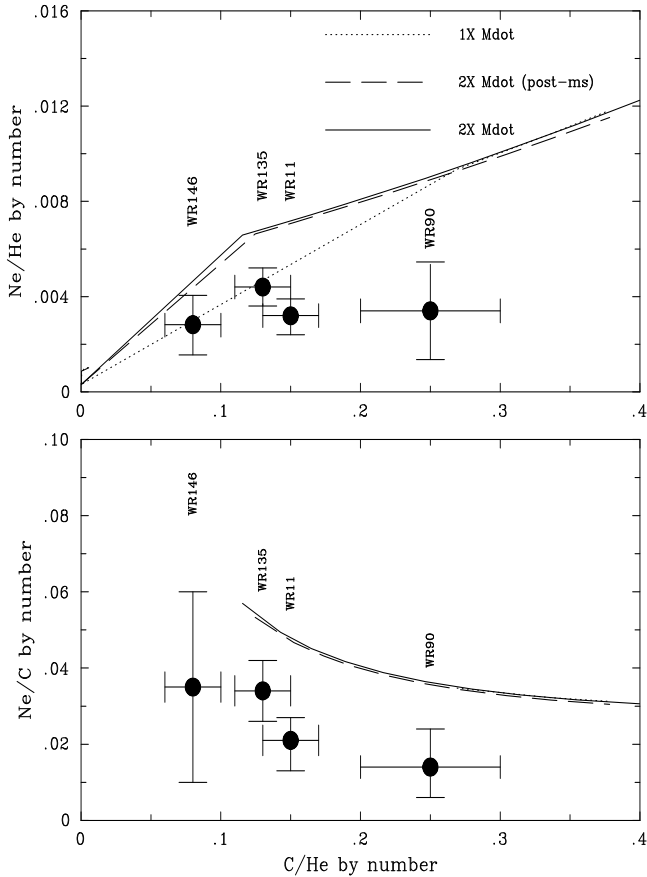 .016
1X Mdot
2X Mdot (post-ms)
2X Mdot
.012
.008
.004
0
Ne/He by number
WR146
WR135
WR11
WR90
0
.1
.2
.3
.4
.10
.08
.06
.04
.02
0
Ne/C by number
WR146
WR135
WR11
WR90
0
.1
.2
.3
.4
C/He by number